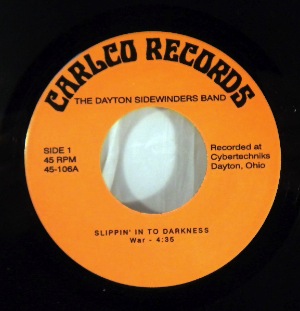 CARLCO RECORDS
THE DAYTON SIDEWINDERS BAND
SIDE 1
45 RPM
45-106A
Recorded at
Cybertechniks
Dayton, Ohio
SLIPPIN' IN TO DARKNESS
War - 4:35